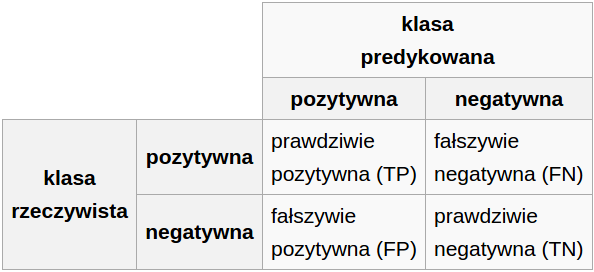 klasa
predykowana
pozytywna negatywna
klasa
rzeczywista
pozytywna
prawdziwie
pozytywna (TP)
fałszywie
negatywna (FN)
negatywna
fałszywie
pozytywna (FP)
prawdziwie
negatywna (TN)